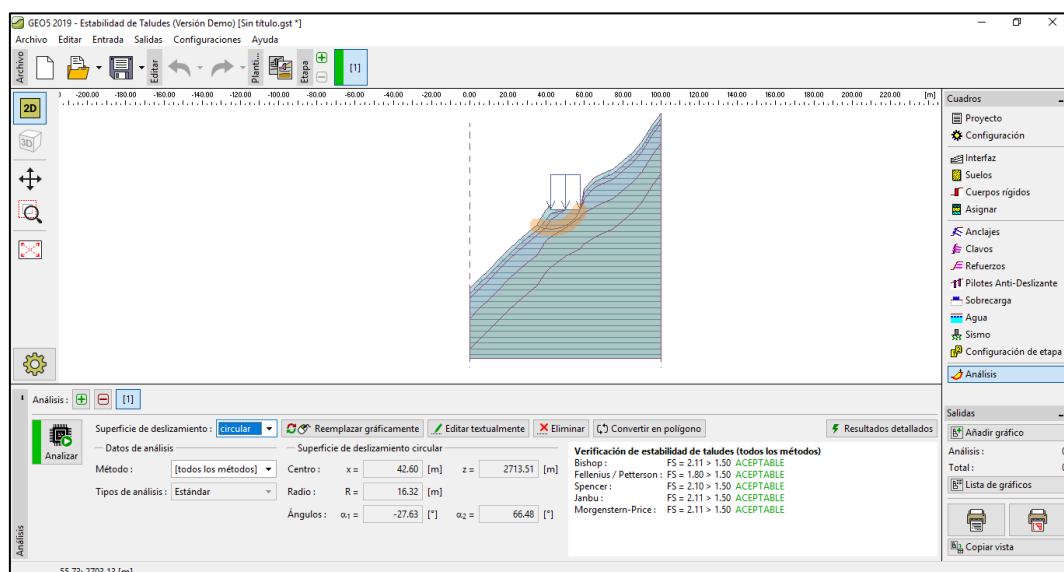 GEO5 2019 - Estabilidad de Taludes (Versión Demo) [Sin título.gst *]
Archivo Editar Entrada Salidas Configuraciones Ayuda
Archivo
Editar
Planti...
Etapa
[1]
2D
3D
-200.00 -180.00 -160.00 -140.00 -120.00 -100.00 -80.00 -60.00 -40.00 -20.00 0.00 20.00 40.00 60.00 80.00 100.00 120.00 140.00 160.00 180.00 200.00 220.00 [m]
Cuadros
Proyecto
Configuración
Interfaz
Suelos
Cuerpos rígidos
Asignar
Anclajes
Clavos
Refuerzos
Pilotes Anti-Deslizante
Sobrecarga
Agua
Sismo
Configuración de etapa
Análisis
Análisis : [1]
Analizar
Superficie de deslizamiento : circular Reemplazar gráficamente Editar textualmente Eliminar Convertir en polígono Resultados detallados
Datos de análisis
Método : [todos los métodos]
Tipos de análisis : Estándar
Superficie de deslizamiento circular
Centro : x = 42.60 [m] z = 2713.51 [m]
Radio : R = 16.32 [m]
Ángulos : α1 = -27.63 [°] α2 = 66.48 [°]
Verificación de estabilidad de taludes (todos los métodos)
Bishop : FS = 2.11 > 1.50 ACEPTABLE
Fellenius / Petterson : FS = 1.80 > 1.50 ACEPTABLE
Spencer : FS = 2.10 > 1.50 ACEPTABLE
Janbu : FS = 2.11 > 1.50 ACEPTABLE
Morgenstern-Price : FS = 2.11 > 1.50 ACEPTABLE
Análisis
Salidas
Añadir gráfico
Análisis :
Total :
Lista de gráficos
Copiar vista